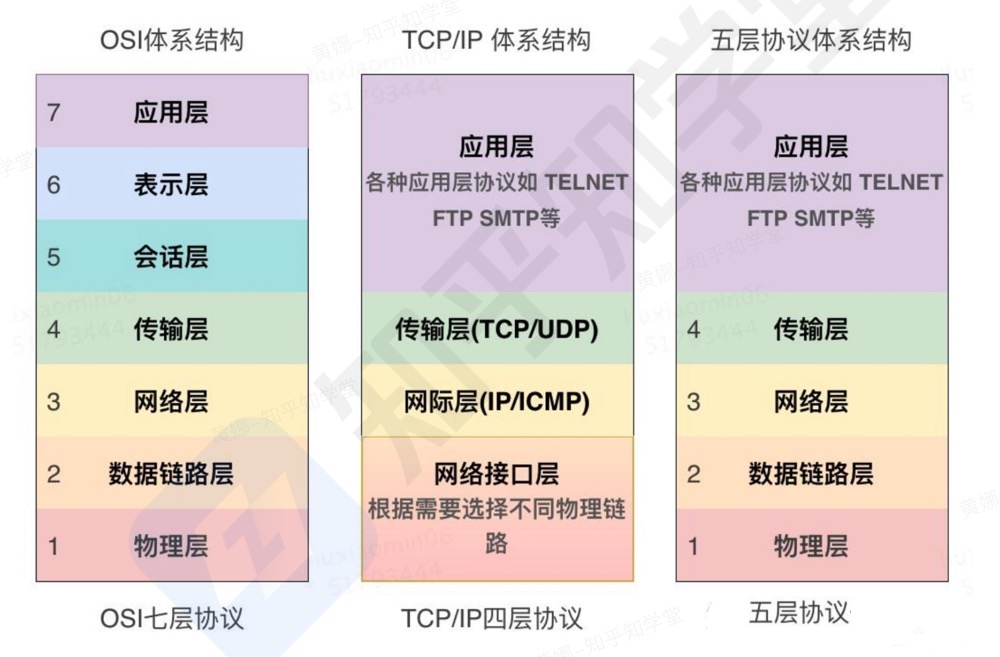 OSI体系结构
7 应用层
6 表示层
5 会话层
4 传输层
3 网络层
2 数据链路层
1 物理层
OSI七层协议
TCP/IP 体系结构
应用层
各种应用层协议如 TELNET
FTP SMTP等
传输层(TCP/UDP)
网际层(IP/ICMP)
网络接口层
根据需要选择不同物理链
路
TCP/IP四层协议
五层协议体系结构
应用层
各种应用层协议如 TELNET
FTP SMTP等
4 传输层
3 网络层
2 数据链路层
1 物理层
五层协议
知乎知学堂
黄娜-知乎知学堂
51793444